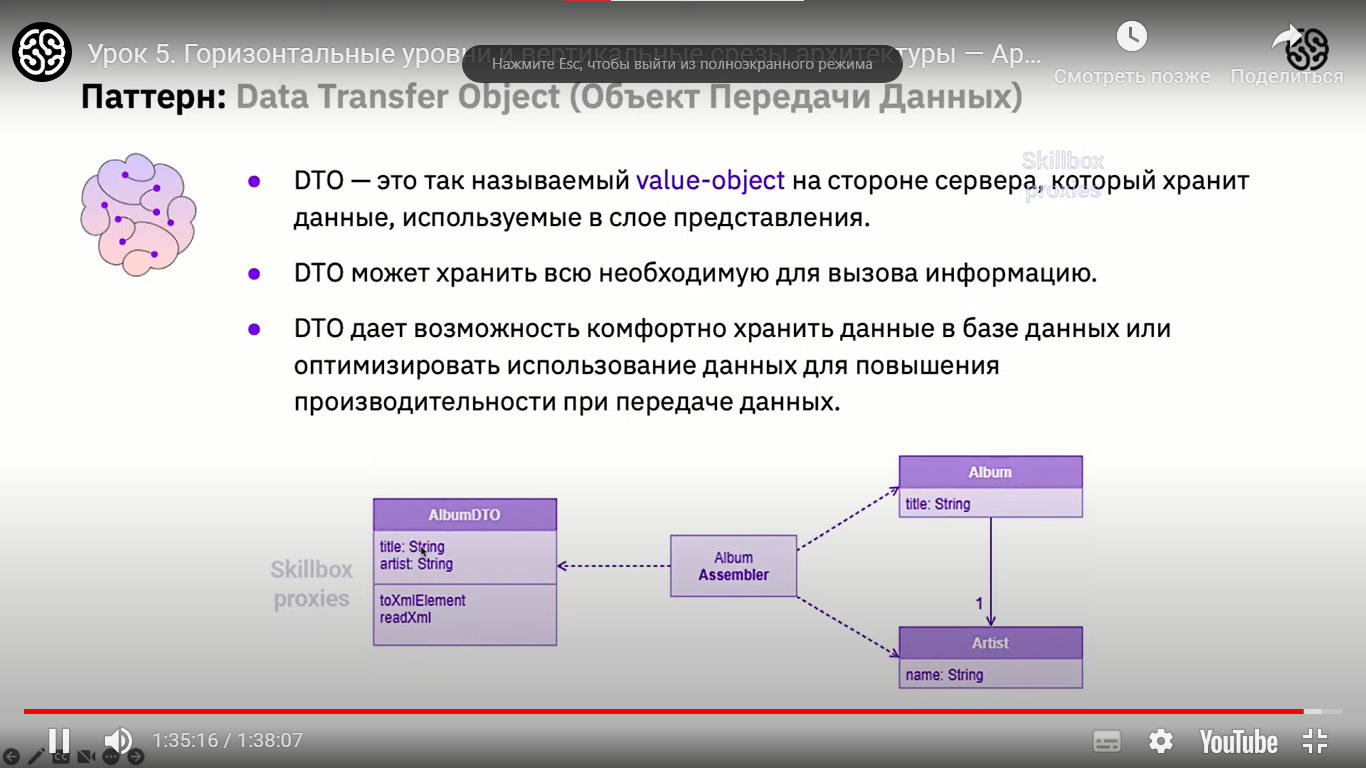 Урок 5. Горизонтальные уровни и вертикальные срезы архитектуры — Ар...
Нажмите Esc, чтобы выйти из полноэкранного режима
Смотреть позже
Поделиться
Паттерн: Data Transfer Object (Объект Передачи Данных)
Skillbox
proxies
DTO — это так называемый value-object на стороне сервера, который хранит
данные, используемые в слое представления.
DTO может хранить всю необходимую для вызова информацию.
DTO дает возможность комфортно хранить данные в базе данных или
оптимизировать использование данных для повышения
производительности при передаче данных.
AlbumDTO
title: String
artist: String
toXmlElement
readXml
Skillbox
proxies
Album
Assembler
Album
title: String
1
Artist
name: String
1:35:16 / 1:38:07
CC
YouTube